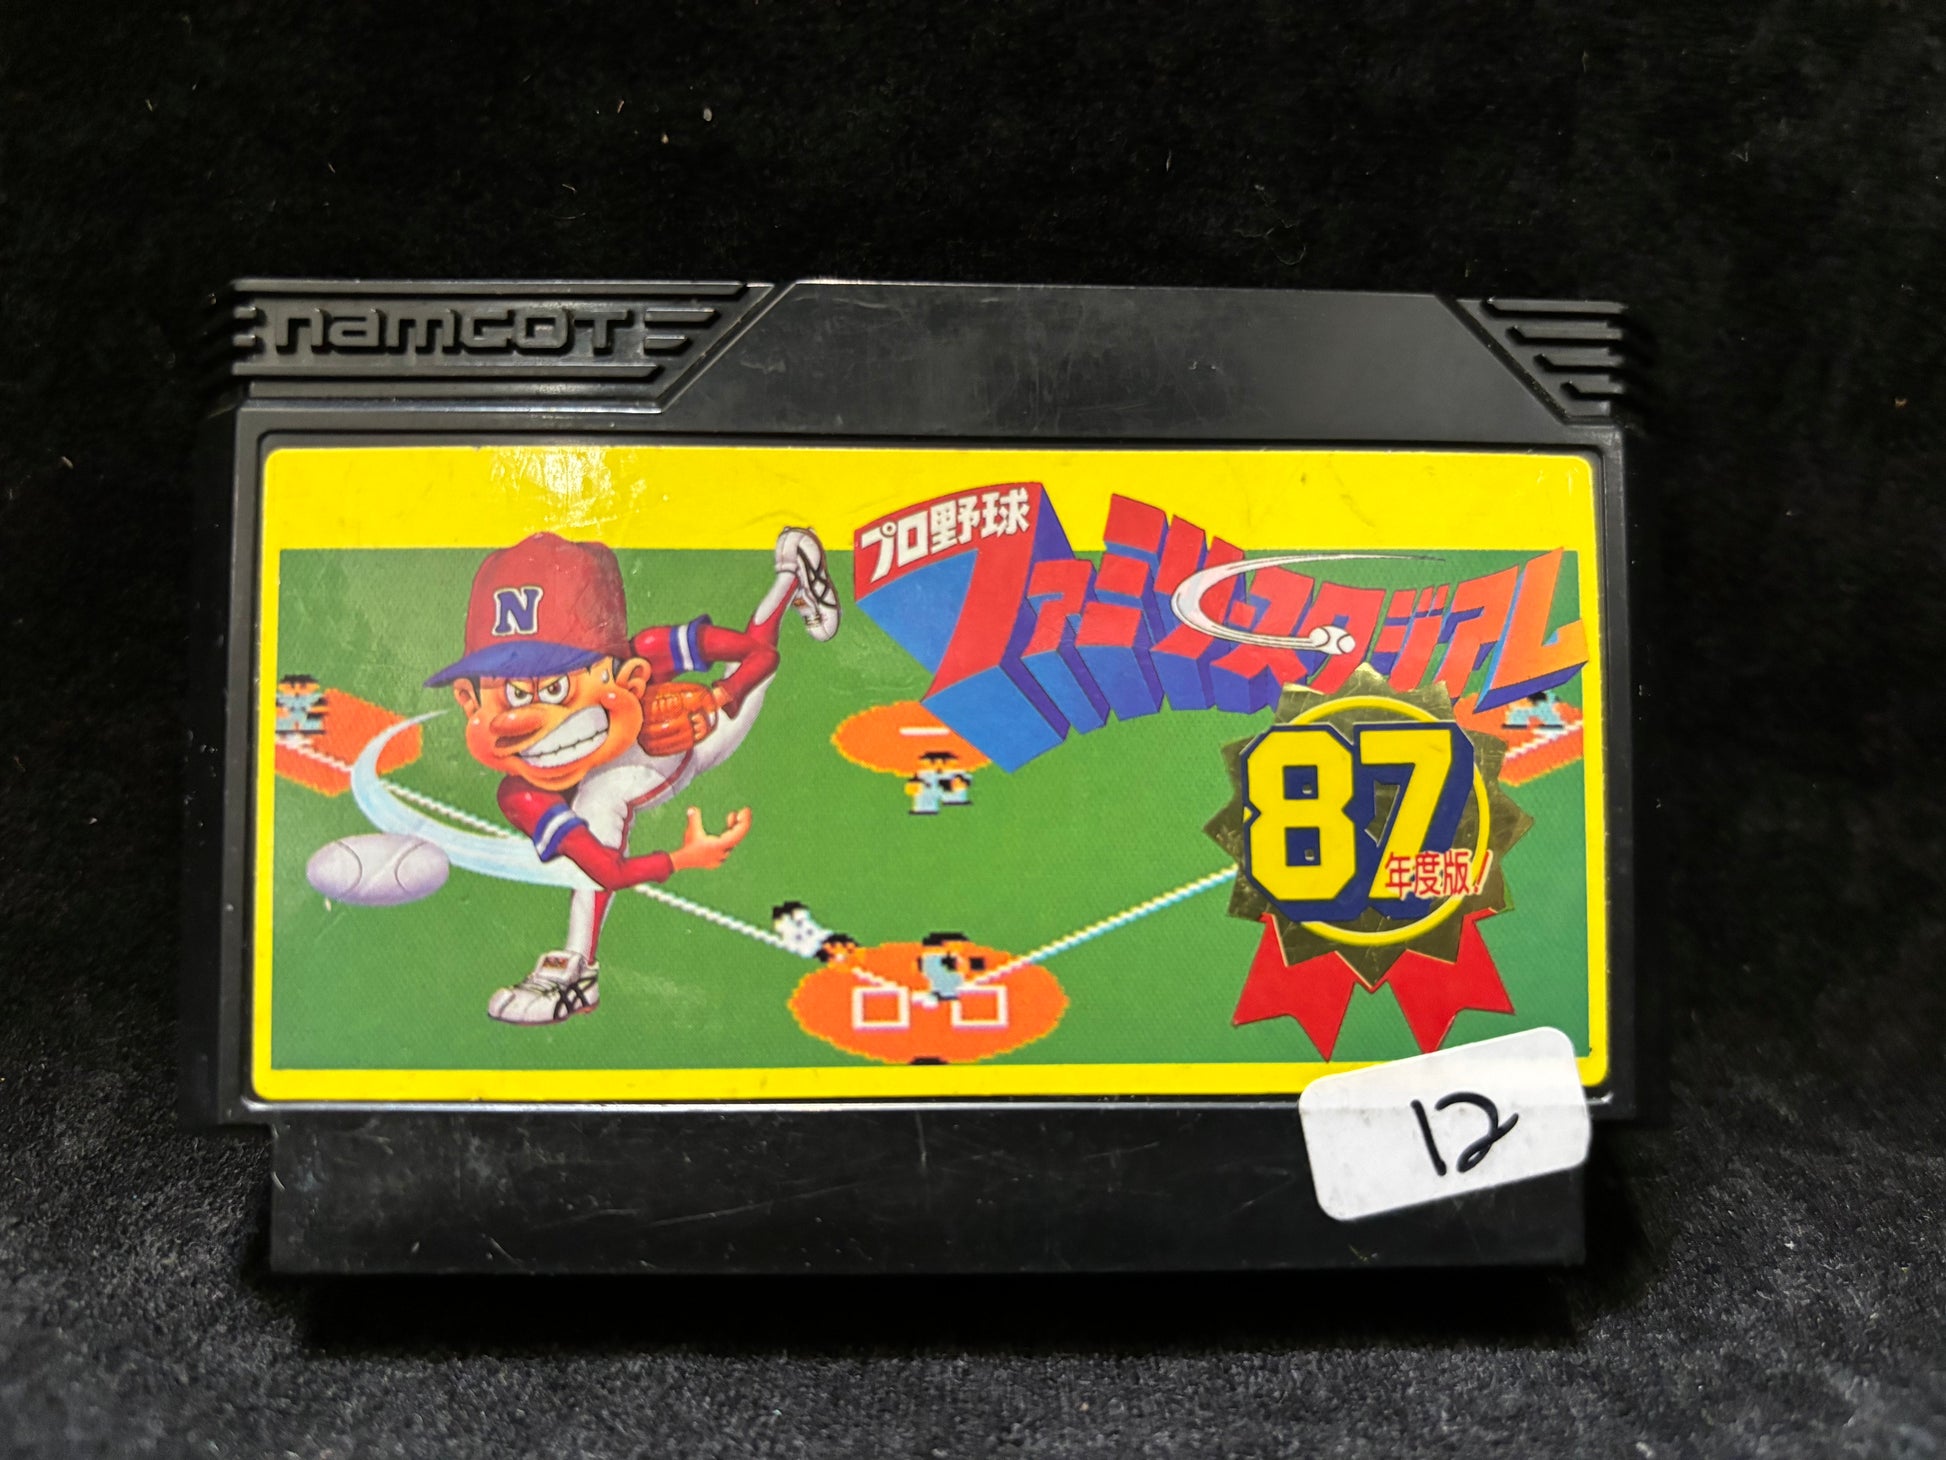 namcot
N
プロ野球
ファミリースタジアム
87
年度版!
12